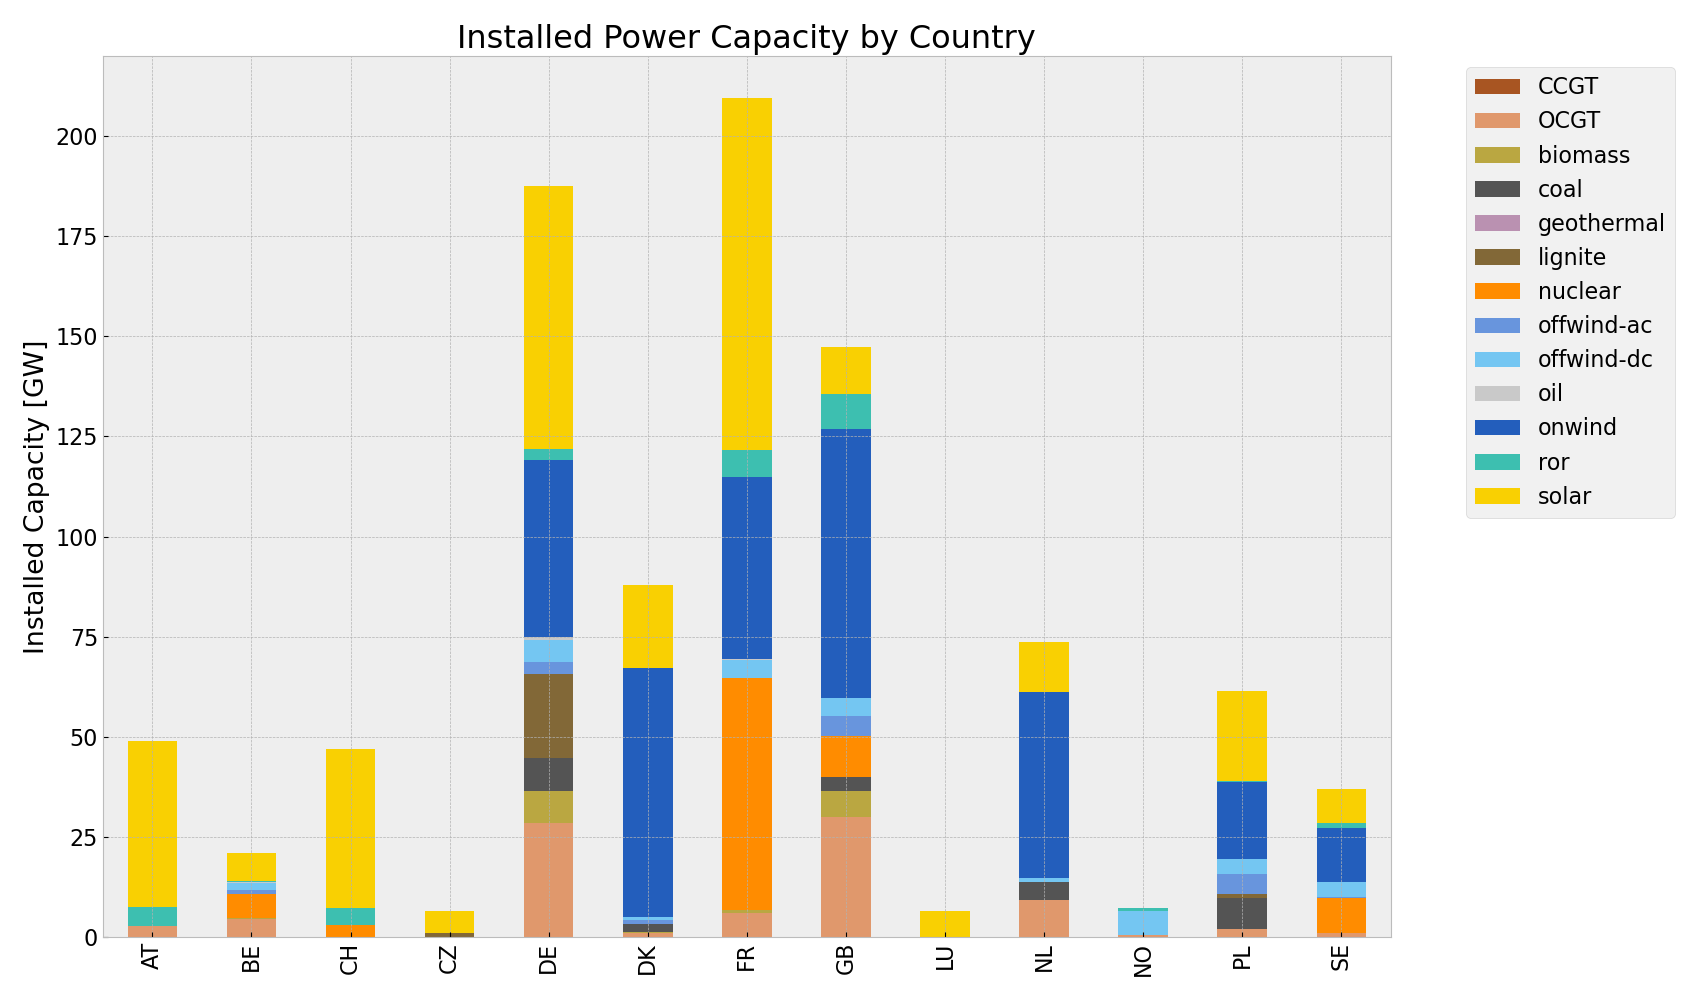 Installed Power Capacity by Country
Installed Capacity [GW]
200
175
150
125
100
75
50
25
0
AT
BE
CH
CZ
DE
DK
FR
GB
LU
NL
NO
PL
SE
CCGT
OCGT
biomass
coal
geothermal
lignite
nuclear
offwind-ac
offwind-dc
oil
onwind
ror
solar